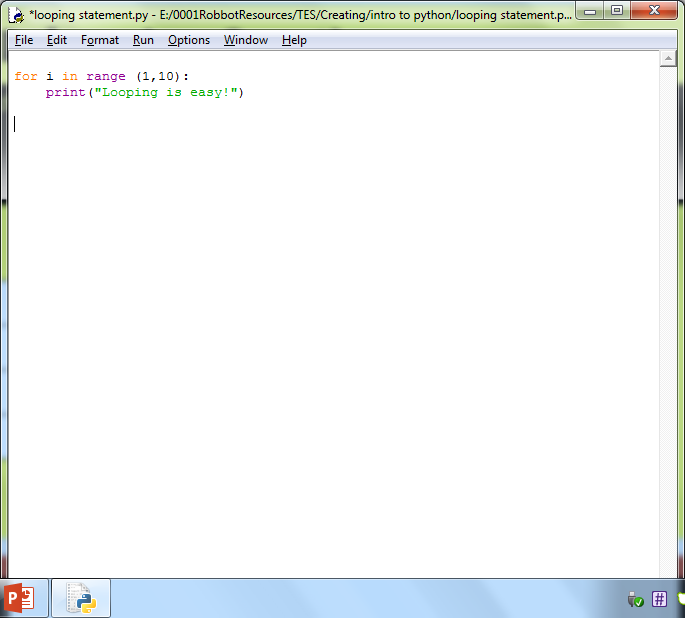 *looping statement.py - E:/0001RobbotResources/TES/Creating/intro to python/looping statement.p...
File Edit Format Run Options Window Help
for i in range (1,10):
    print("Looping is easy!")
P
#